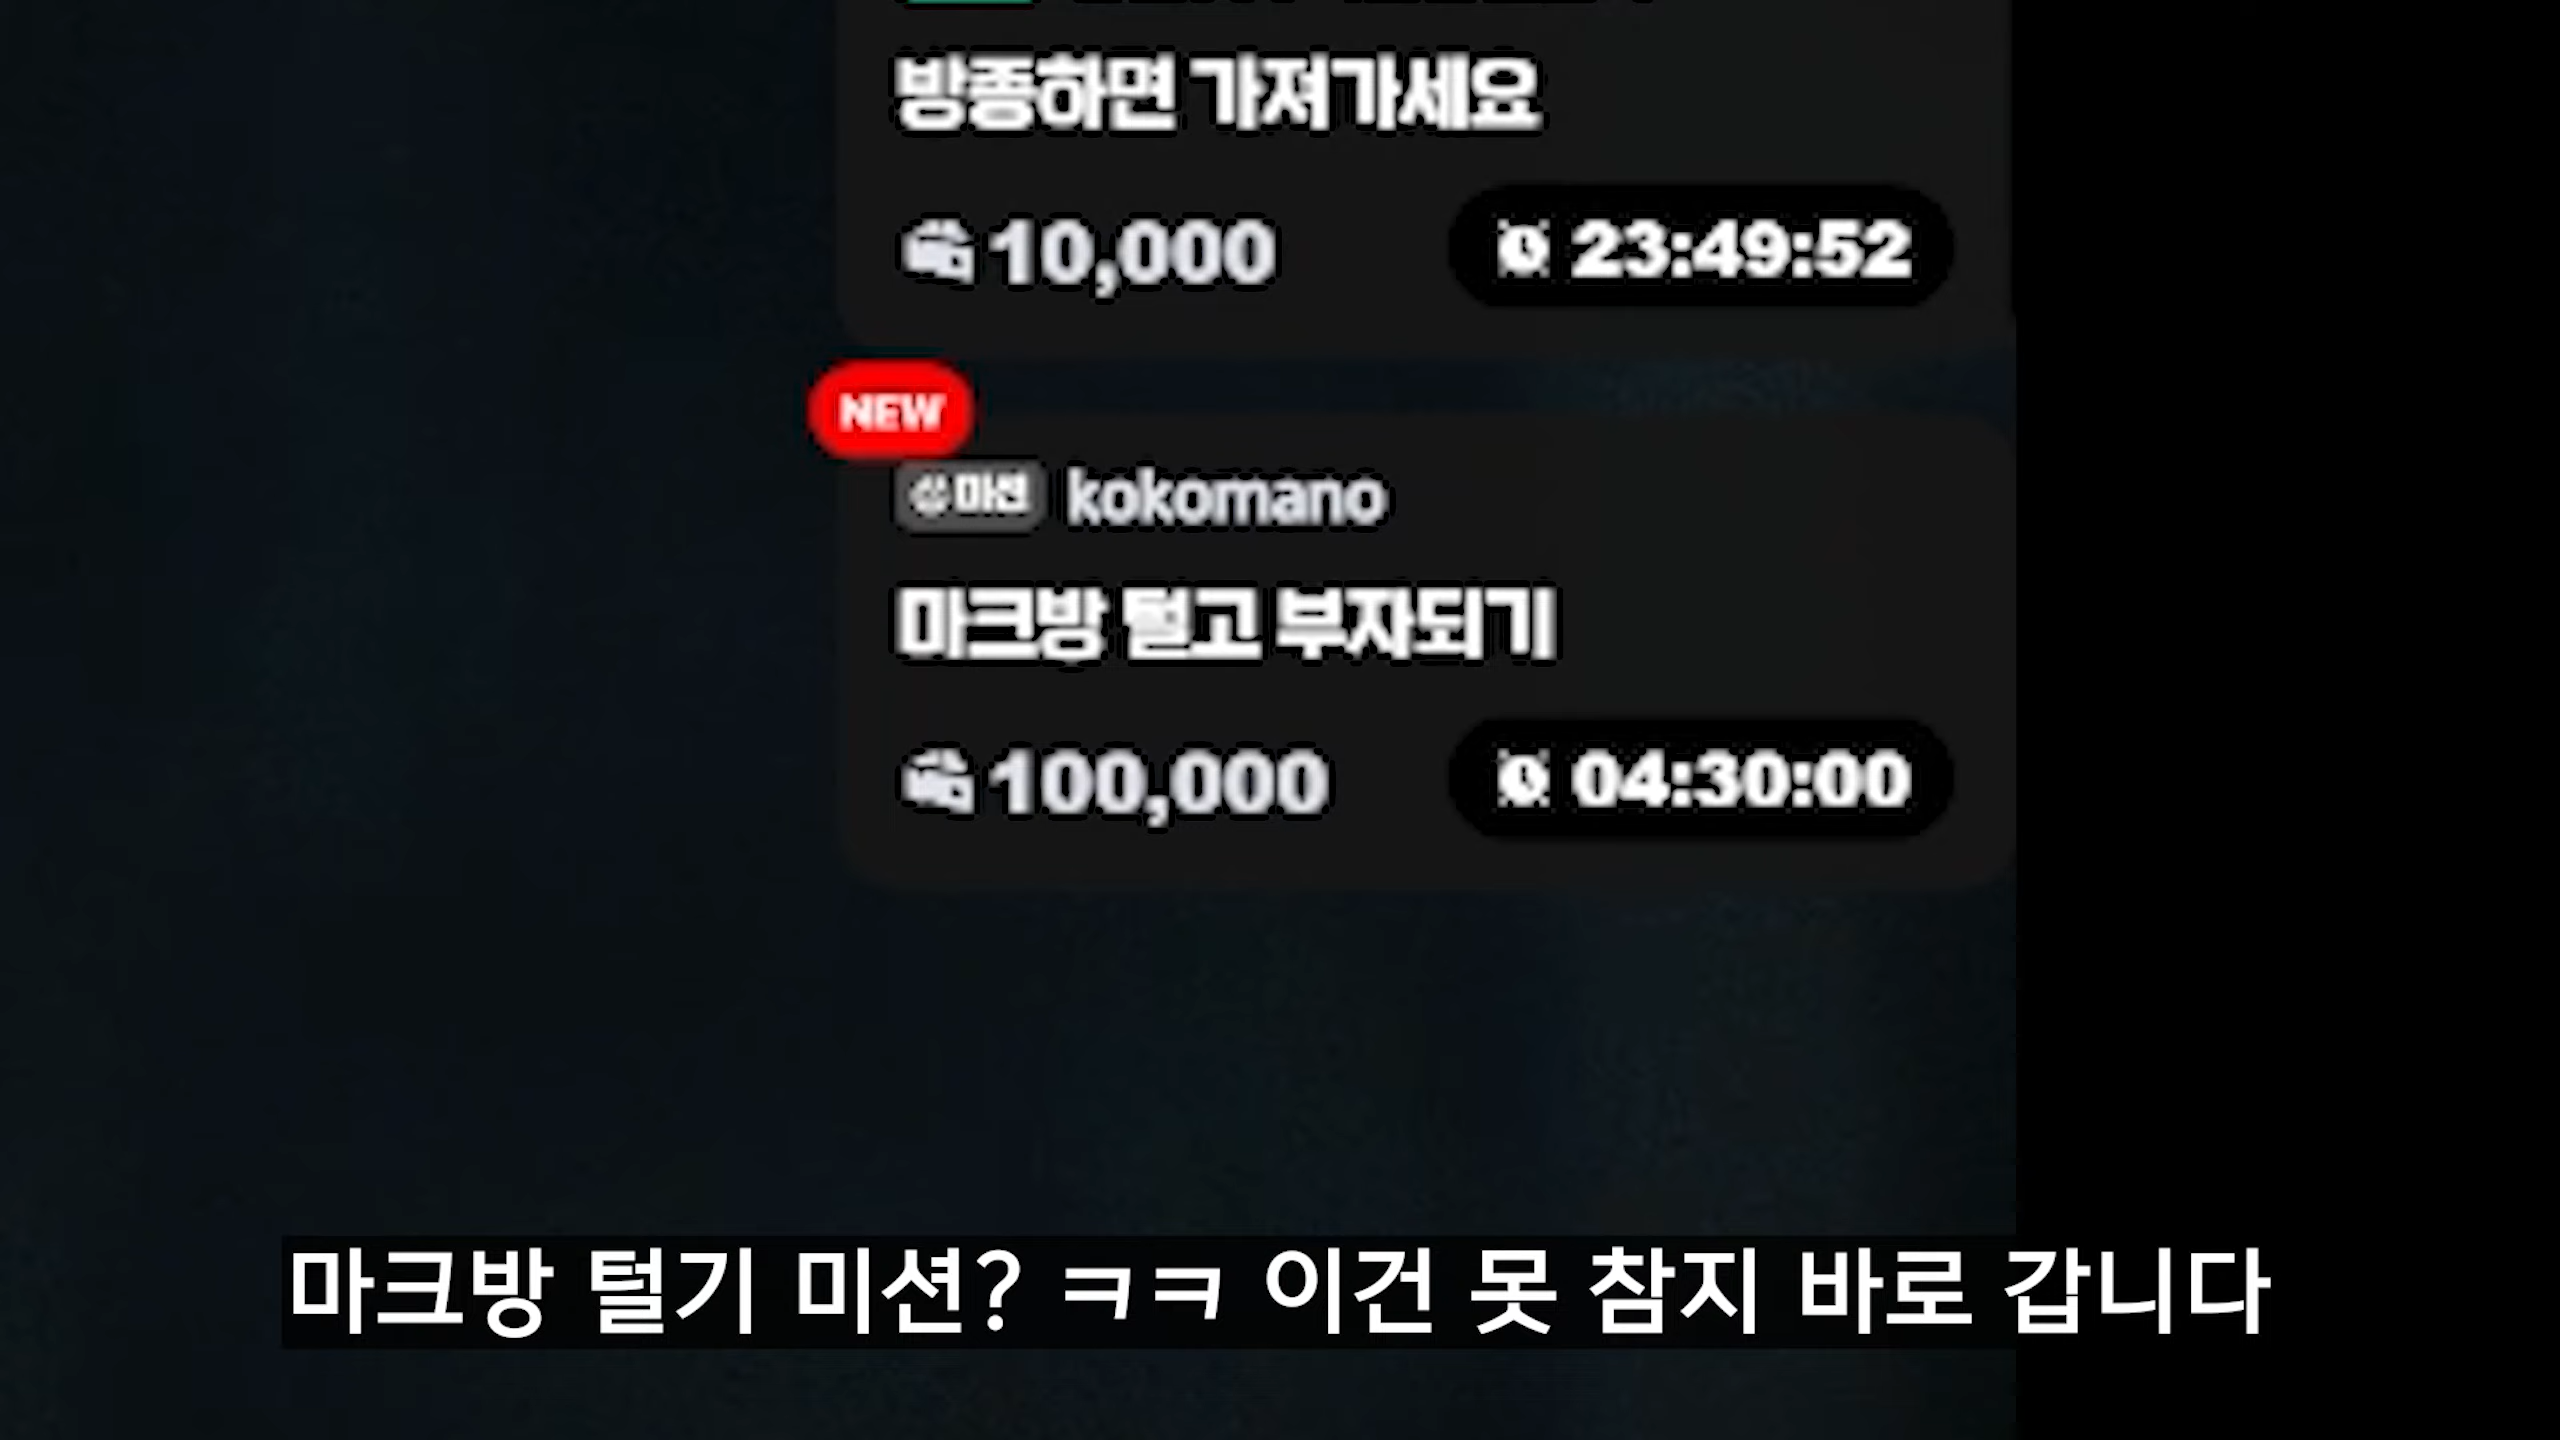 방종하면 가져가세요
10,000
23:49:52
NEW
미션 kokomano
마크방 털고 부자되기
100,000
04:30:00
마크방 털기 미션? ㅋㅋ 이건 못 참지 바로 갑니다